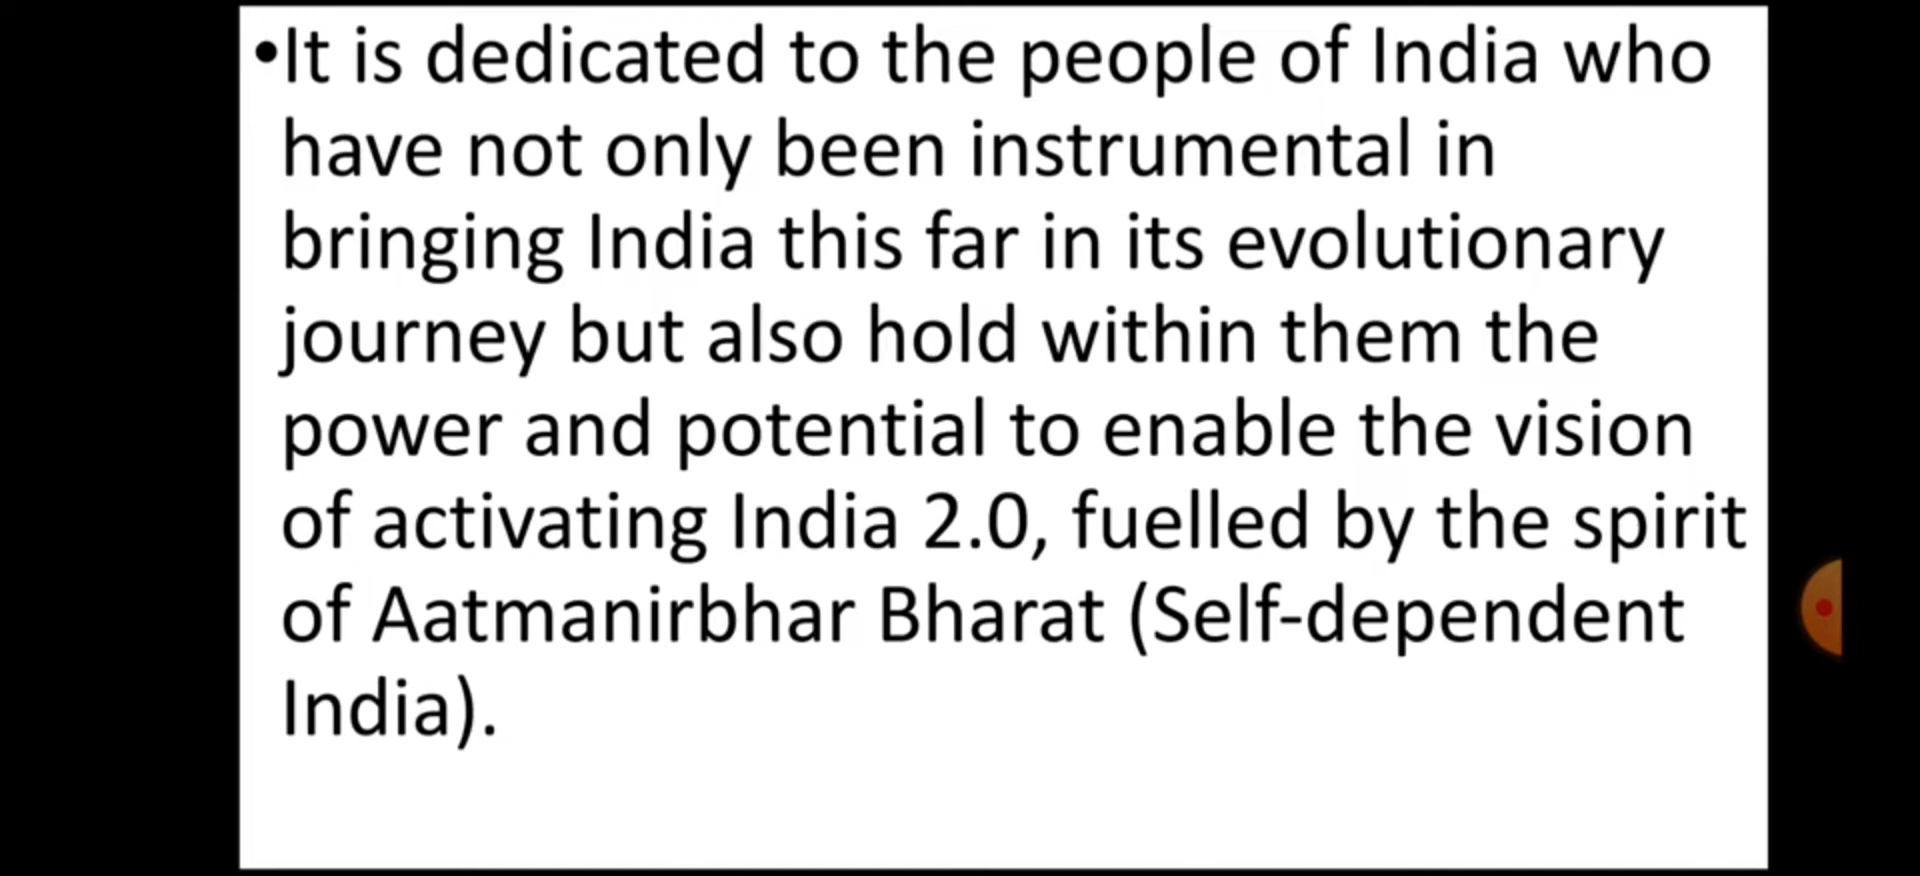 •It is dedicated to the people of India who
have not only been instrumental in
bringing India this far in its evolutionary
journey but also hold within them the
power and potential to enable the vision
of activating India 2.0, fuelled by the spirit
of Aatmanirbhar Bharat (Self-dependent
India).